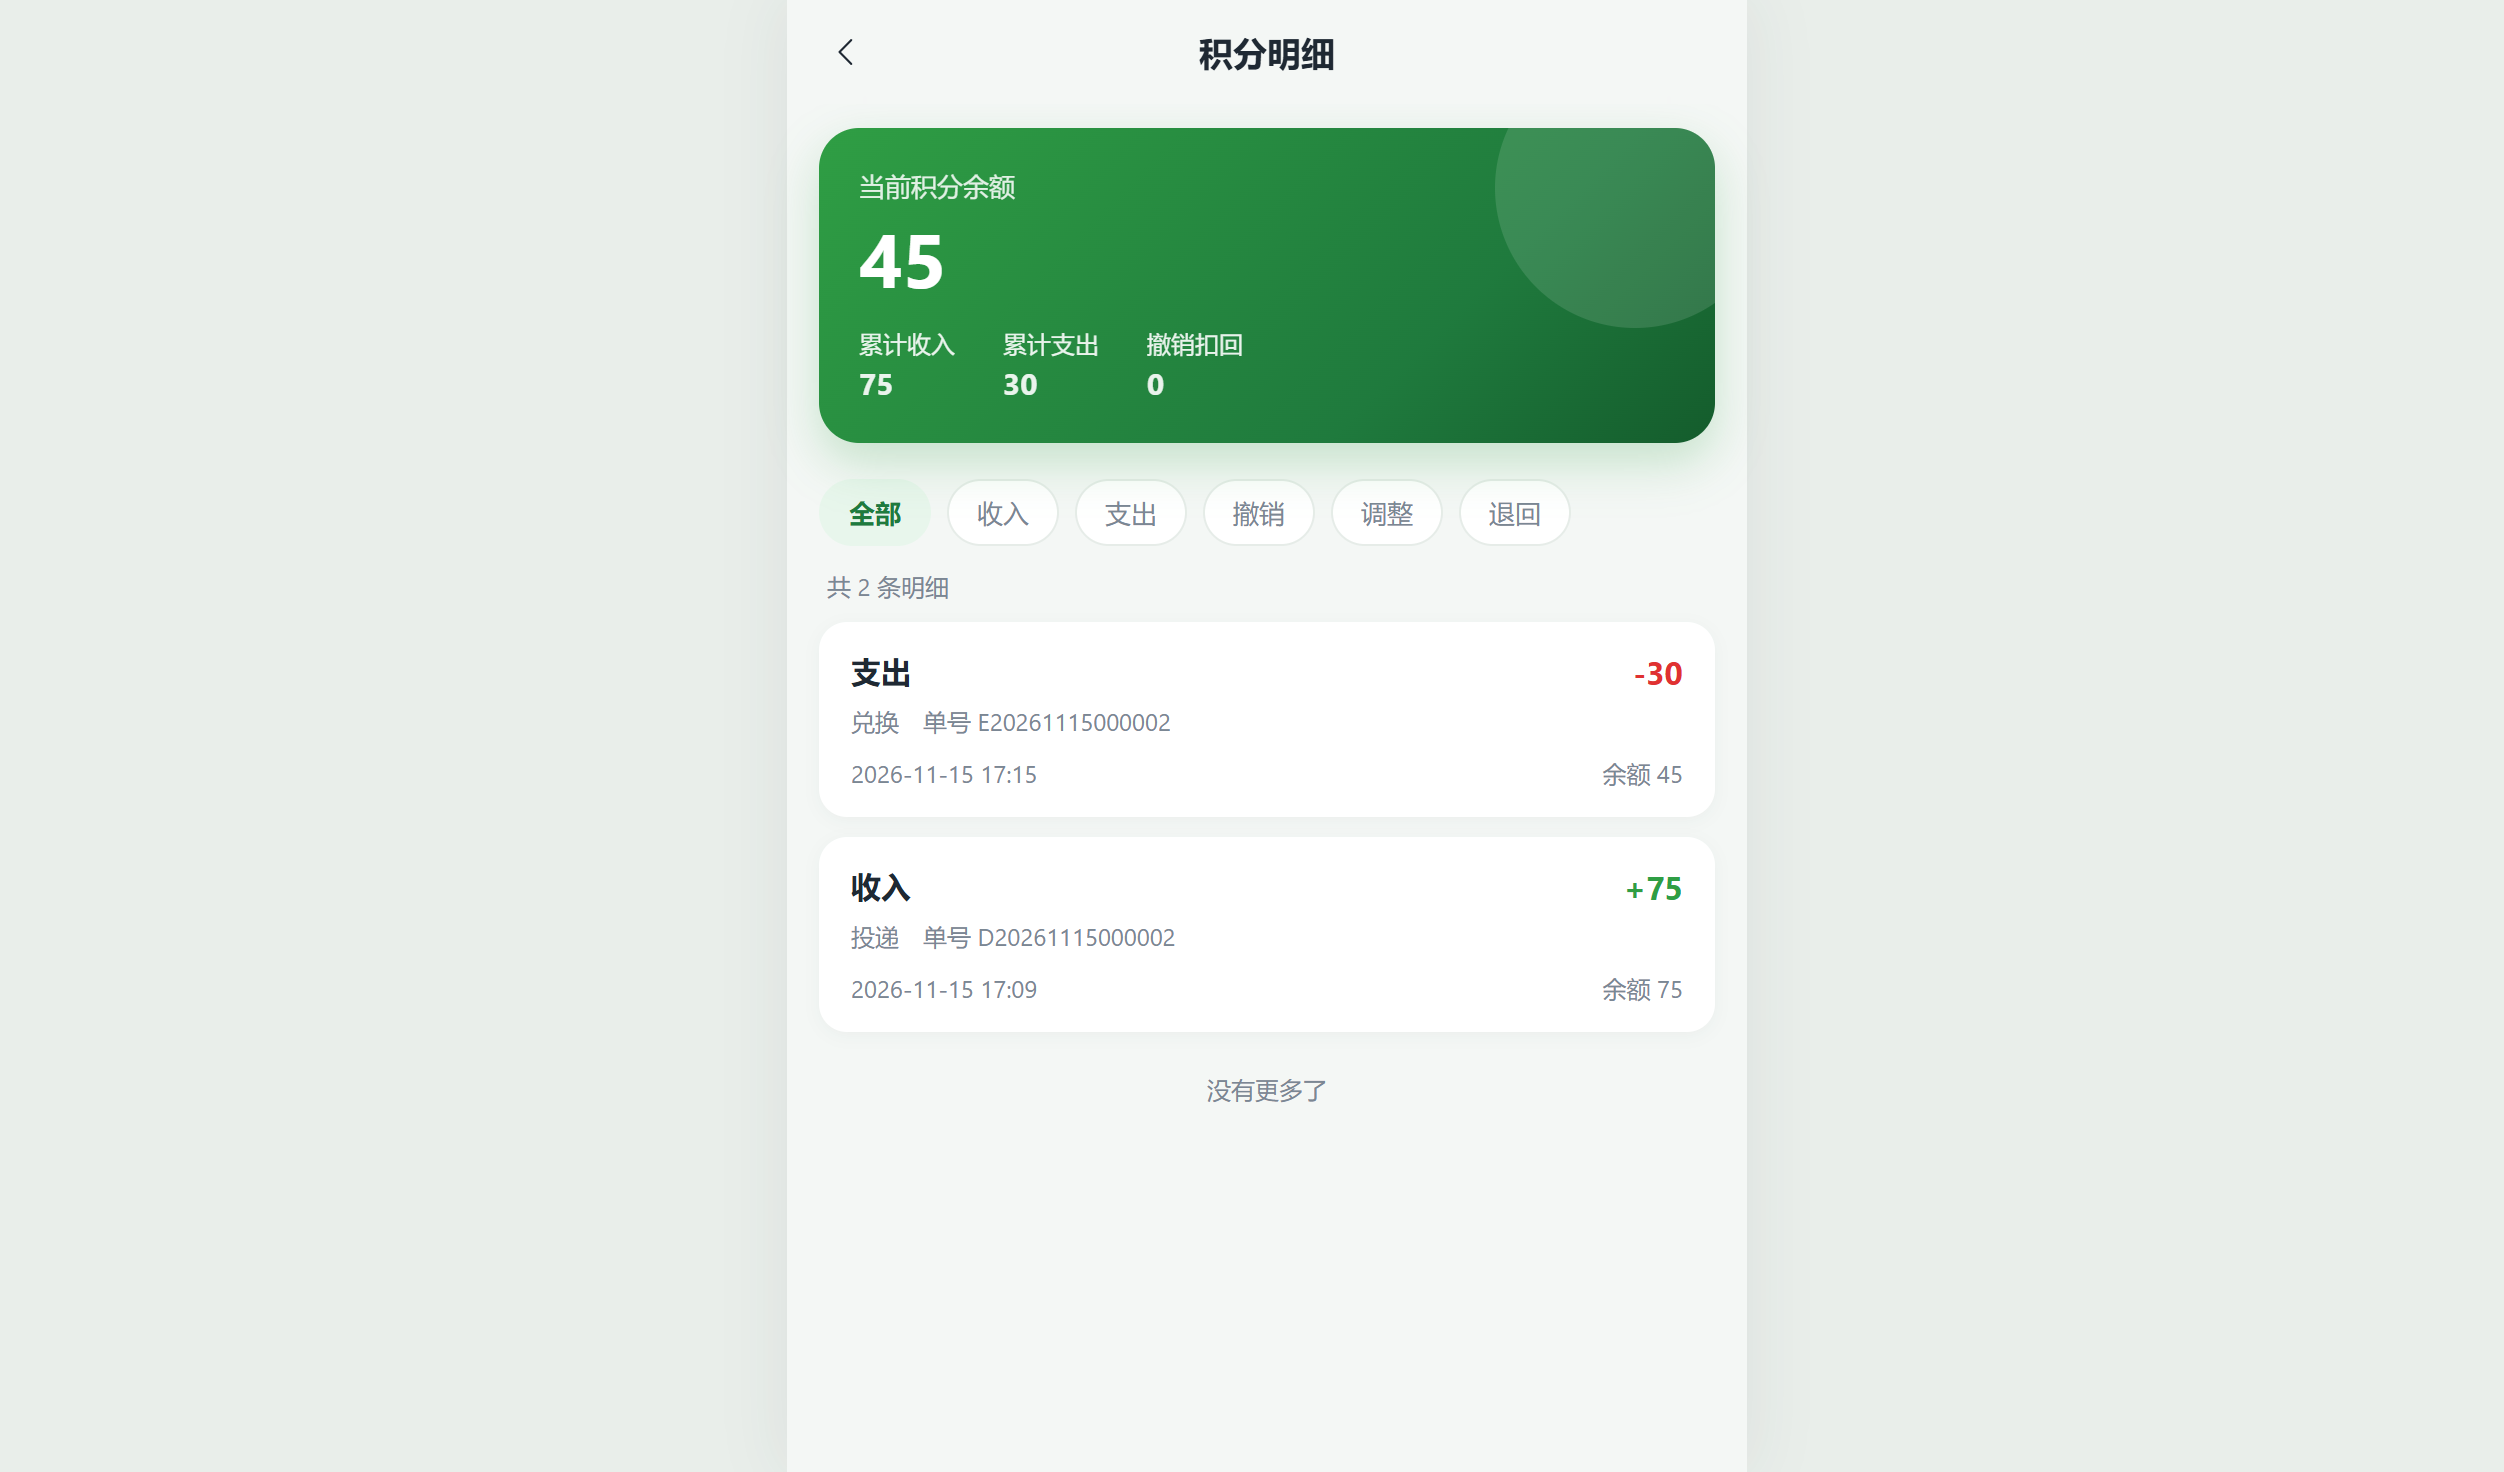 积分明细
当前积分余额
45
累计收入 累计支出 撤销扣回
75 30 0
全部 收入 支出 撤销 调整 退回
共 2 条明细
支出 -30
兑换 单号 E20261115000002
2026-11-15 17:15 余额 45
收入 +75
投递 单号 D20261115000002
2026-11-15 17:09 余额 75
没有更多了